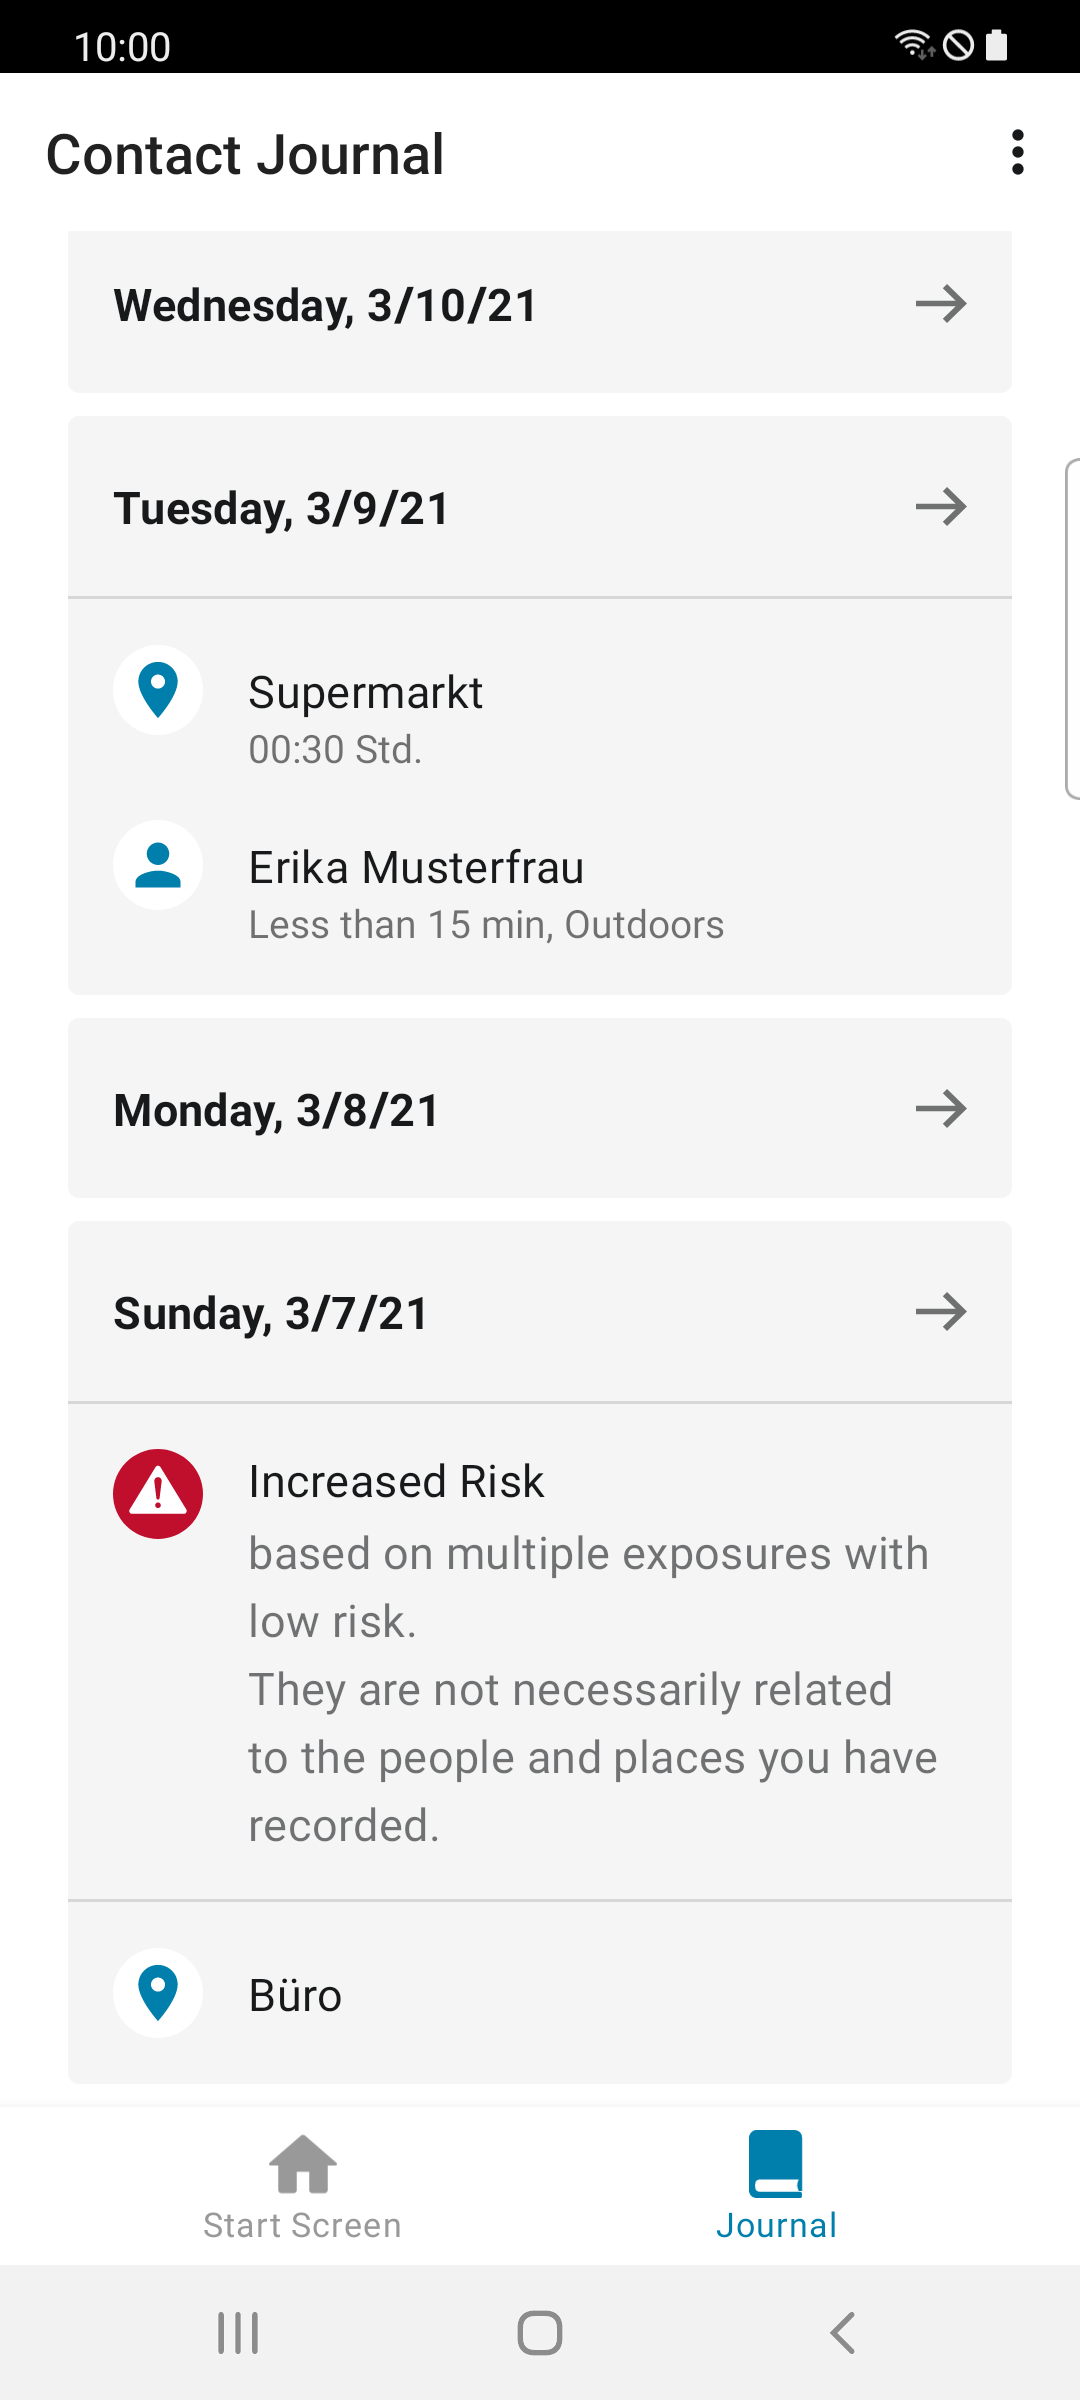 10:00
Contact Journal
Wednesday, 3/10/21
Tuesday, 3/9/21
Supermarkt
00:30 Std.
Erika Musterfrau
Less than 15 min, Outdoors
Monday, 3/8/21
Sunday, 3/7/21
Increased Risk
based on multiple exposures with
low risk.
They are not necessarily related
to the people and places you have
recorded.
Büro
Start Screen
Journal